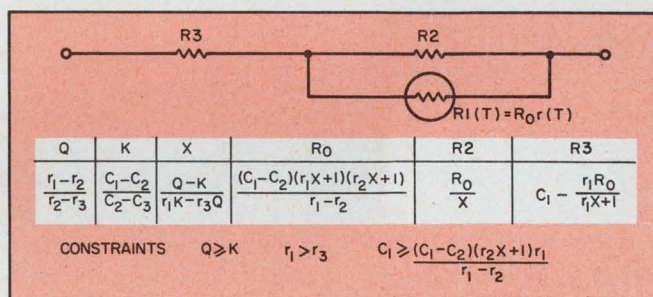 R3
R2
R1(T)=R₀r(T)
Q K X R₀ R2 R3
(r₁−r₂)/(r₂−r₃) (C₁−C₂)/(C₂−C₃) (Q−K)/(r₁K−r₃Q) ((C₁−C₂)(r₁X+1)(r₂X+1))/(r₁−r₂) R₀/X C₁ − (r₁R₀)/(r₁X+1)
CONSTRAINTS Q⩾K r₁>r₃ C₁⩾((C₁−C₂)(r₂X+1)r₁)/(r₁−r₂)